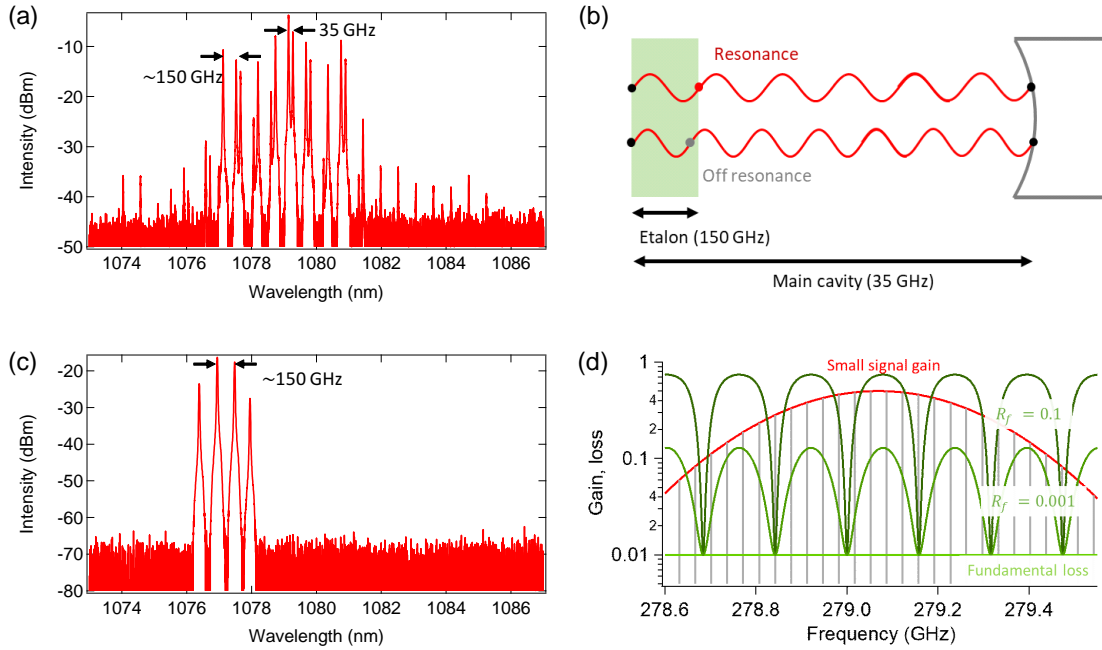 (a)
Intensity (dBm)
-10
-20
-30
-40
-50
~150 GHz
35 GHz
1074 1076 1078 1080 1082 1084 1086
Wavelength (nm)
(b)
Resonance
Off resonance
Etalon (150 GHz)
Main cavity (35 GHz)
(c)
Intensity (dBm)
-20
-30
-40
-50
-60
-70
-80
~150 GHz
1074 1076 1078 1080 1082 1084 1086
Wavelength (nm)
(d)
Gain, loss
1
4
2
0.1
4
2
0.01
Small signal gain
R_f = 0.1
R_f = 0.001
Fundamental loss
278.6 278.8 279.0 279.2 279.4
Frequency (GHz)